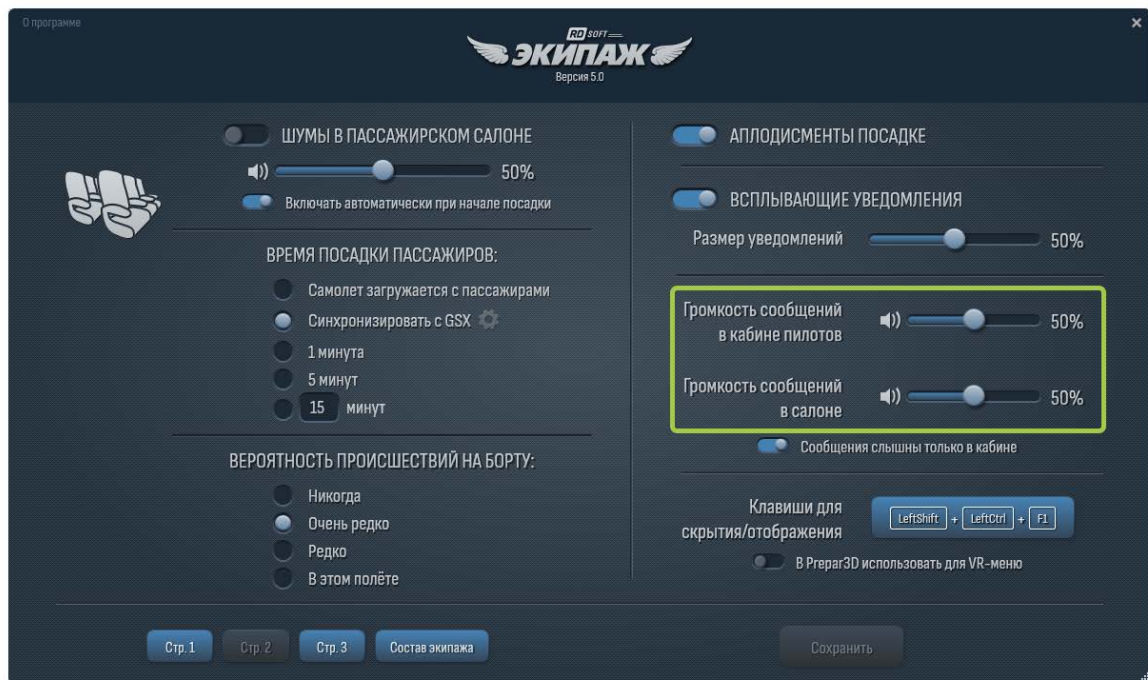 О программе
RD SOFT
ЭКИПАЖ
Версия 5.0
ШУМЫ В ПАССАЖИРСКОМ САЛОНЕ
50%
Включать автоматически при начале посадки
ВРЕМЯ ПОСАДКИ ПАССАЖИРОВ:
Самолет загружается с пассажирами
Синхронизировать с GSX
1 минута
5 минут
15 минут
ВЕРОЯТНОСТЬ ПРОИСШЕСТВИЙ НА БОРТУ:
Никогда
Очень редко
Редко
В этом полёте
АПЛОДИСМЕНТЫ ПОСАДКЕ
ВСПЛЫВАЮЩИЕ УВЕДОМЛЕНИЯ
Размер уведомлений 50%
Громкость сообщений
в кабине пилотов
50%
Громкость сообщений
в салоне
50%
Сообщения слышны только в кабине
Клавиши для
скрытия/отображения
LeftShift + LeftCtrl + F1
В Prepar3D использовать для VR-меню
Стр. 1 Стр. 2 Стр. 3 Состав экипажа Сохранить